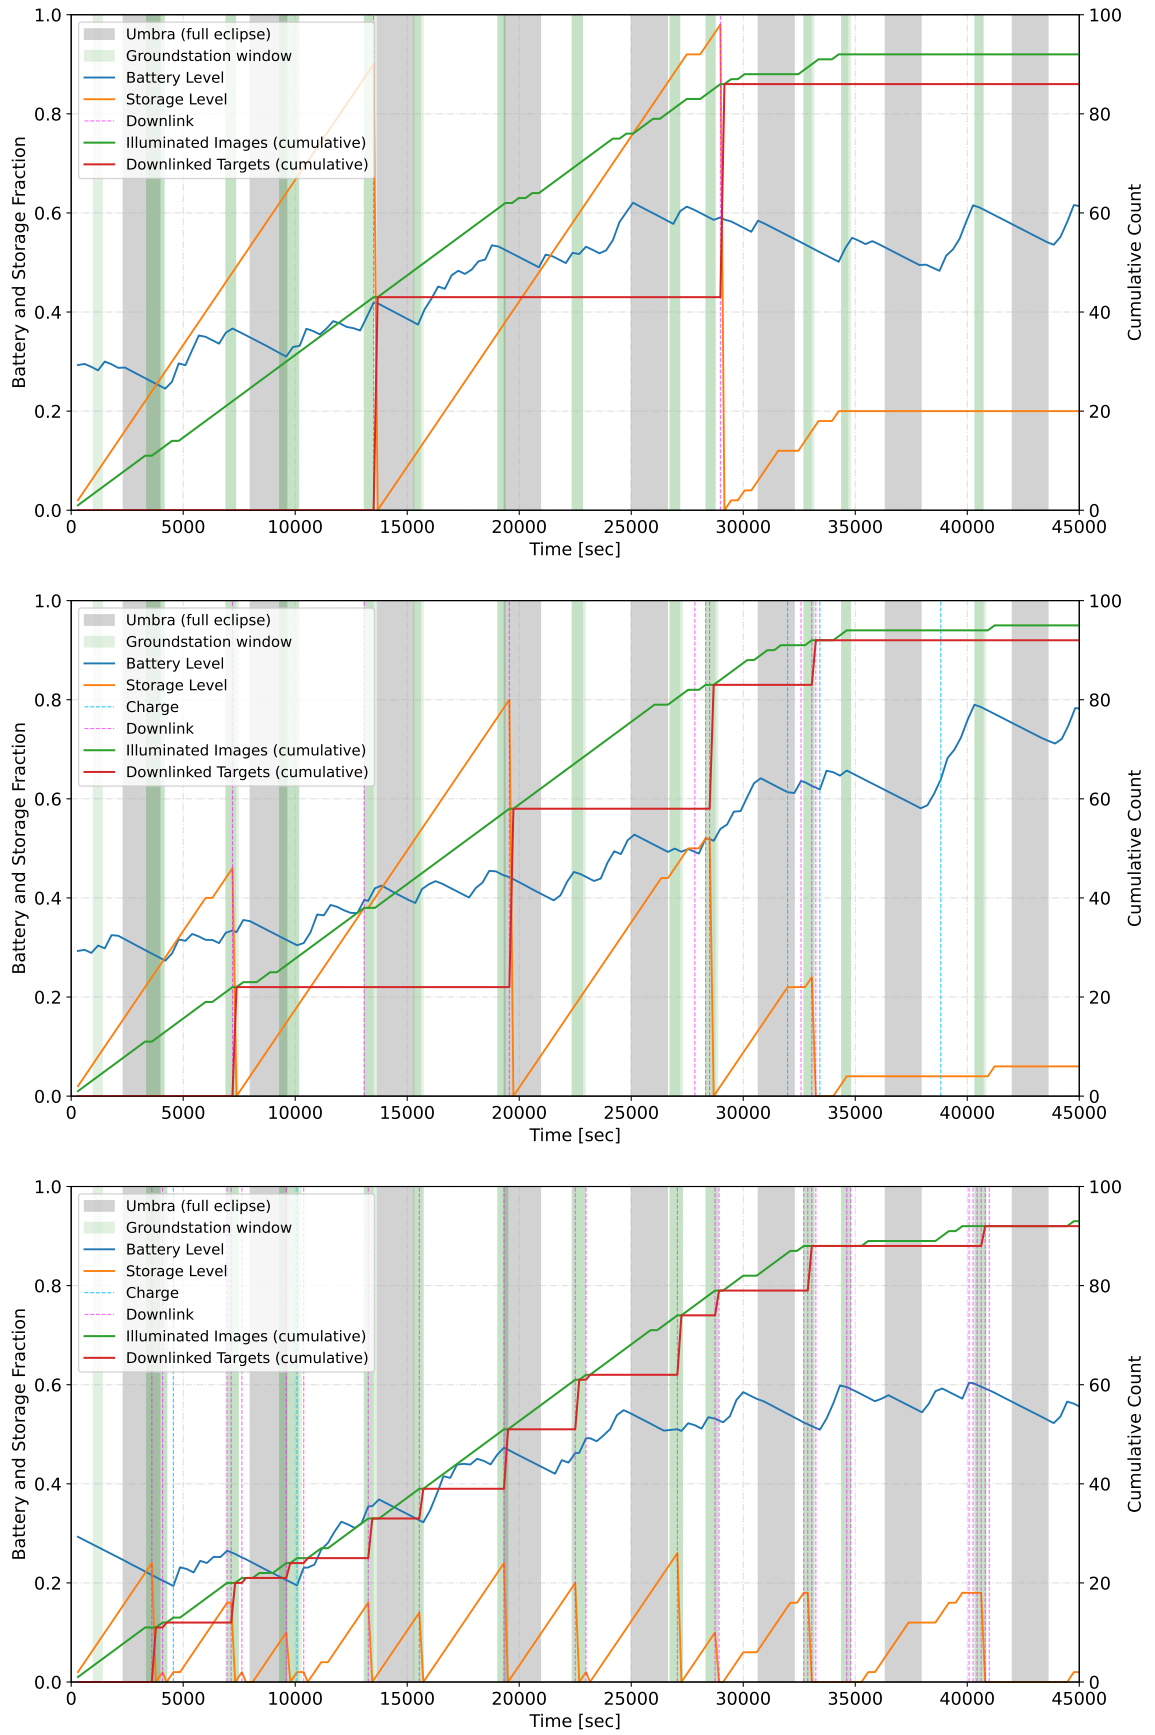 1.0
0.8
0.6
0.4
0.2
0.0
Battery and Storage Fraction
Umbra (full eclipse)
Groundstation window
Battery Level
Storage Level
Downlink
Illuminated Images (cumulative)
Downlinked Targets (cumulative)
100
80
60
40
20
0
Cumulative Count
0 5000 10000 15000 20000 25000 30000 35000 40000 45000
Time [sec]
1.0
0.8
0.6
0.4
0.2
0.0
Battery and Storage Fraction
Umbra (full eclipse)
Groundstation window
Battery Level
Storage Level
Charge
Downlink
Illuminated Images (cumulative)
Downlinked Targets (cumulative)
100
80
60
40
20
0
Cumulative Count
0 5000 10000 15000 20000 25000 30000 35000 40000 45000
Time [sec]
1.0
0.8
0.6
0.4
0.2
0.0
Battery and Storage Fraction
Umbra (full eclipse)
Groundstation window
Battery Level
Storage Level
Charge
Downlink
Illuminated Images (cumulative)
Downlinked Targets (cumulative)
100
80
60
40
20
0
Cumulative Count
0 5000 10000 15000 20000 25000 30000 35000 40000 45000
Time [sec]